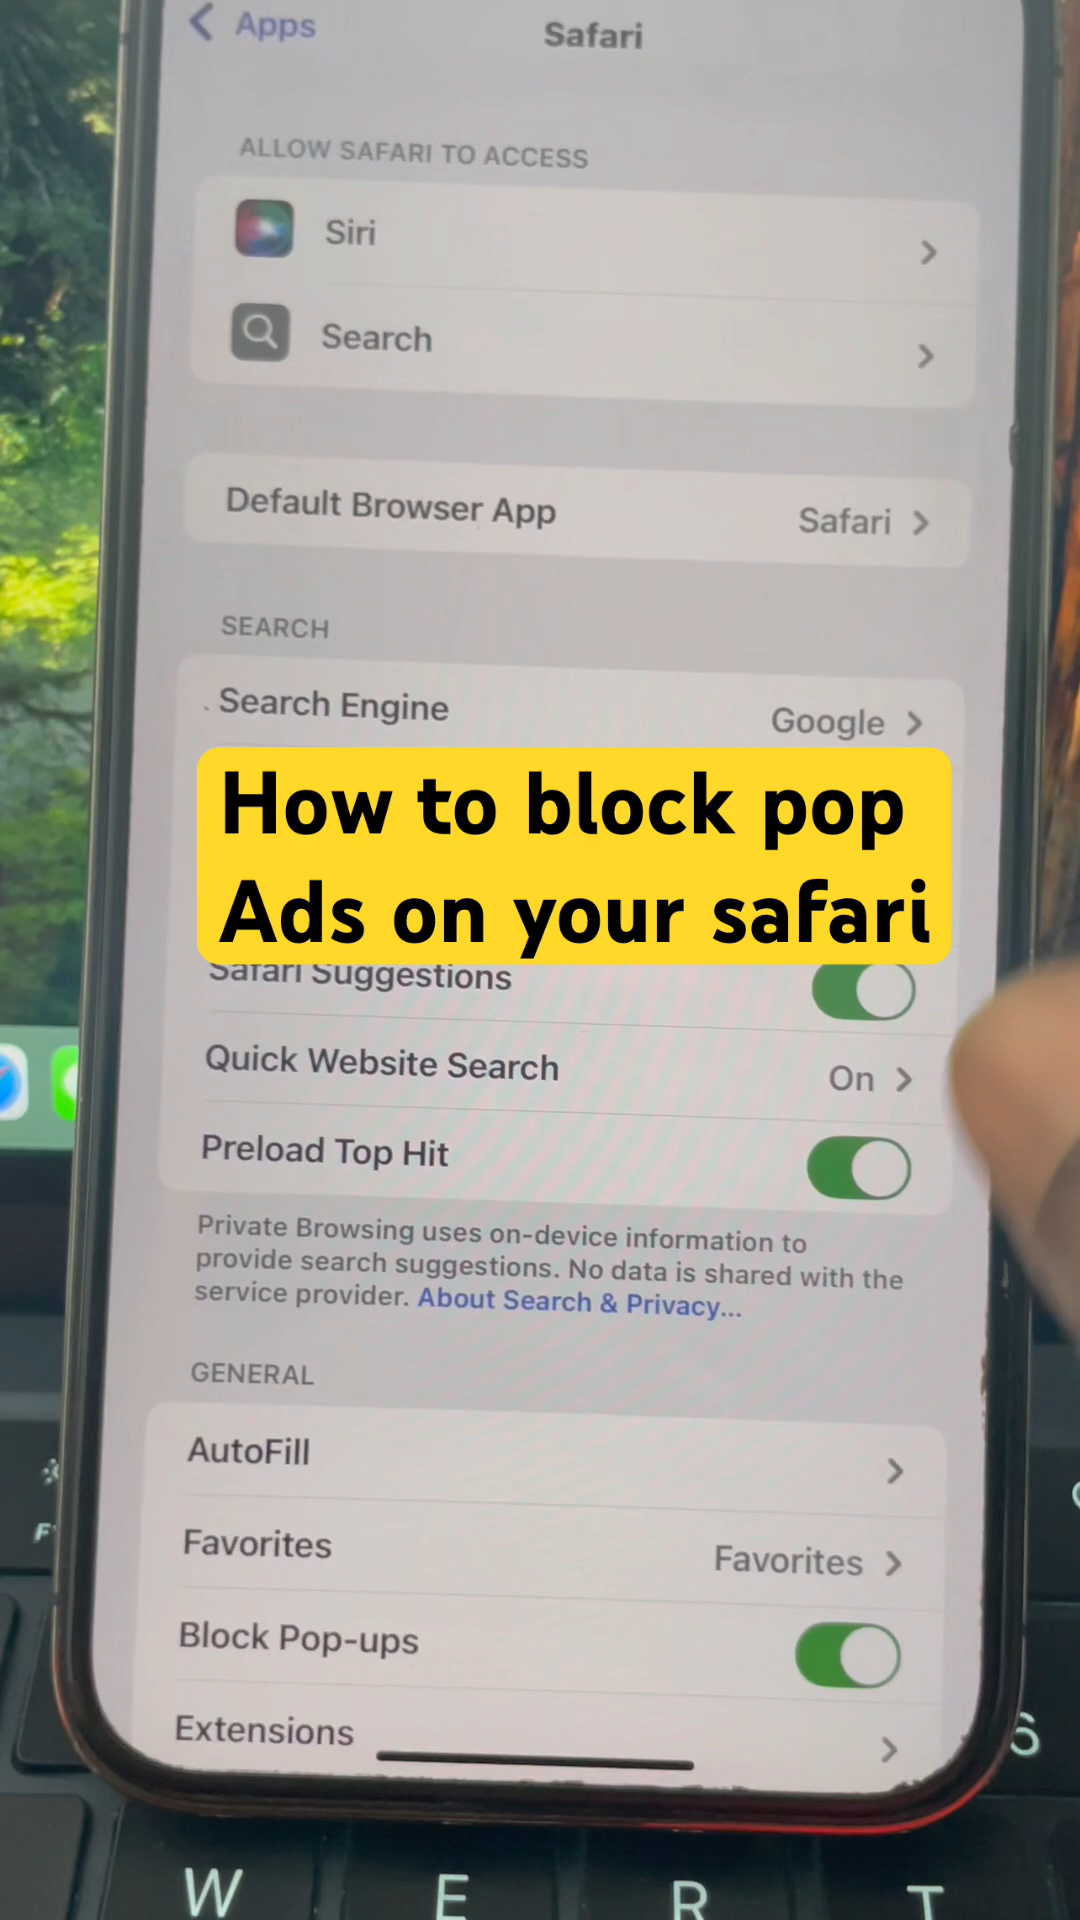 Apps
Safari
ALLOW SAFARI TO ACCESS
Siri
Search
Default Browser App Safari
SEARCH
Search Engine Google
How to block pop
Ads on your safari
Safari Suggestions
Quick Website Search On
Preload Top Hit
Private Browsing uses on-device information to
provide search suggestions. No data is shared with the
service provider. About Search & Privacy...
GENERAL
AutoFill
Favorites Favorites
Block Pop-ups
Extensions
S
W E R T